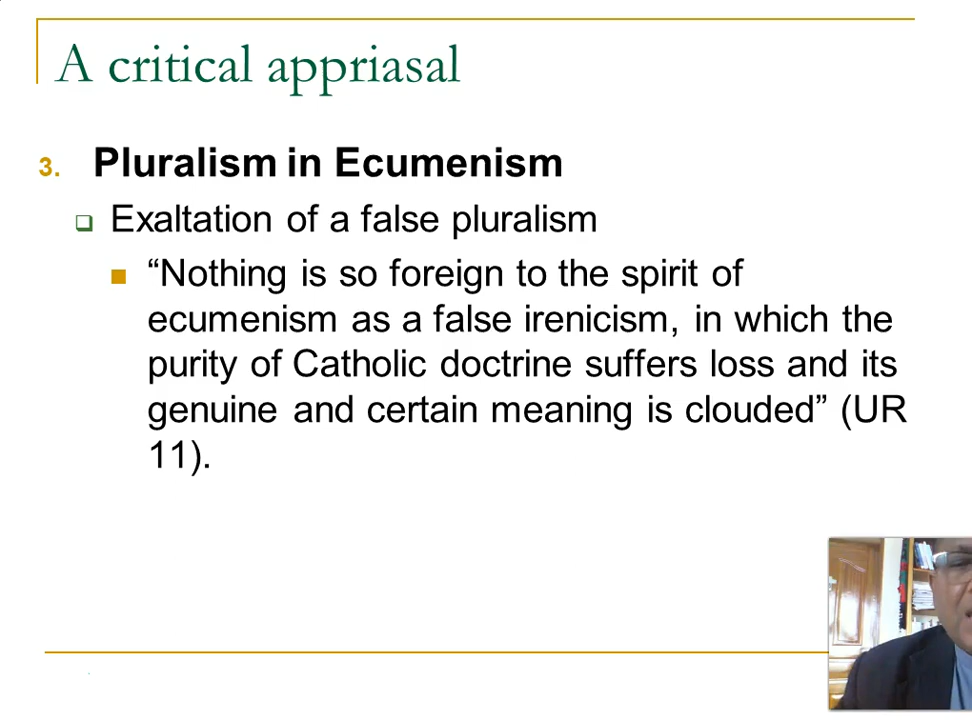 A critical appriasal
3. Pluralism in Ecumenism
Exaltation of a false pluralism
“Nothing is so foreign to the spirit of
ecumenism as a false irenicism, in which the
purity of Catholic doctrine suffers loss and its
genuine and certain meaning is clouded” (UR
11).